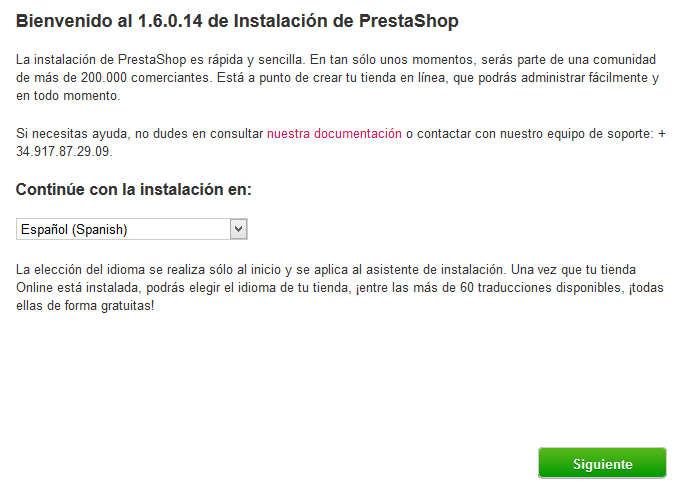 Bienvenido al 1.6.0.14 de Instalación de PrestaShop
La instalación de PrestaShop es rápida y sencilla. En tan sólo unos momentos, serás parte de una comunidad
de más de 200.000 comerciantes. Está a punto de crear tu tienda en línea, que podrás administrar fácilmente y
en todo momento.
Si necesitas ayuda, no dudes en consultar nuestra documentación o contactar con nuestro equipo de soporte: +
34.917.87.29.09.
Continúe con la instalación en:
Español (Spanish)
La elección del idioma se realiza sólo al inicio y se aplica al asistente de instalación. Una vez que tu tienda
Online está instalada, podrás elegir el idioma de tu tienda, ¡entre las más de 60 traducciones disponibles, ¡todas
ellas de forma gratuitas!
Siguiente